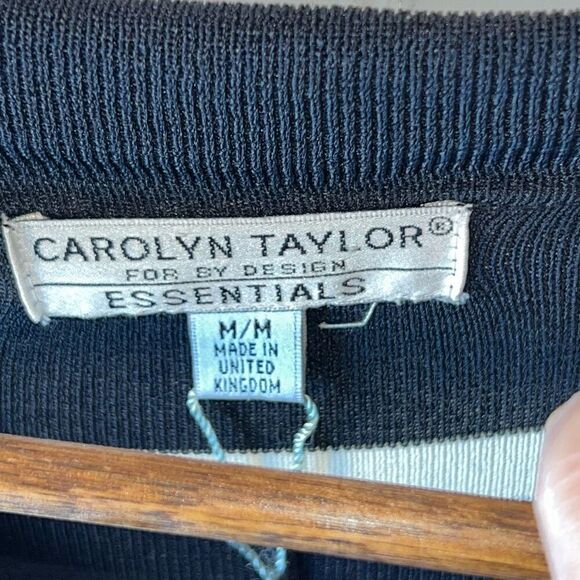 CAROLYN TAYLOR®
FOR BY DESIGN
ESSENTIALS
M/M
MADE IN
UNITED
KINGDOM